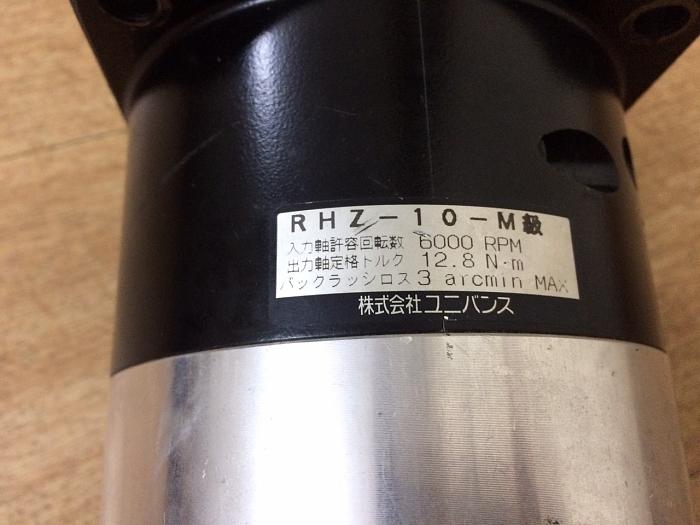 RHZ-10-M級
入力軸許容回転数 6000 RPM
出力軸定格トルク 12.8 N·m
バックラッシロス 3 arcmin MAX
株式会社ユニバンス